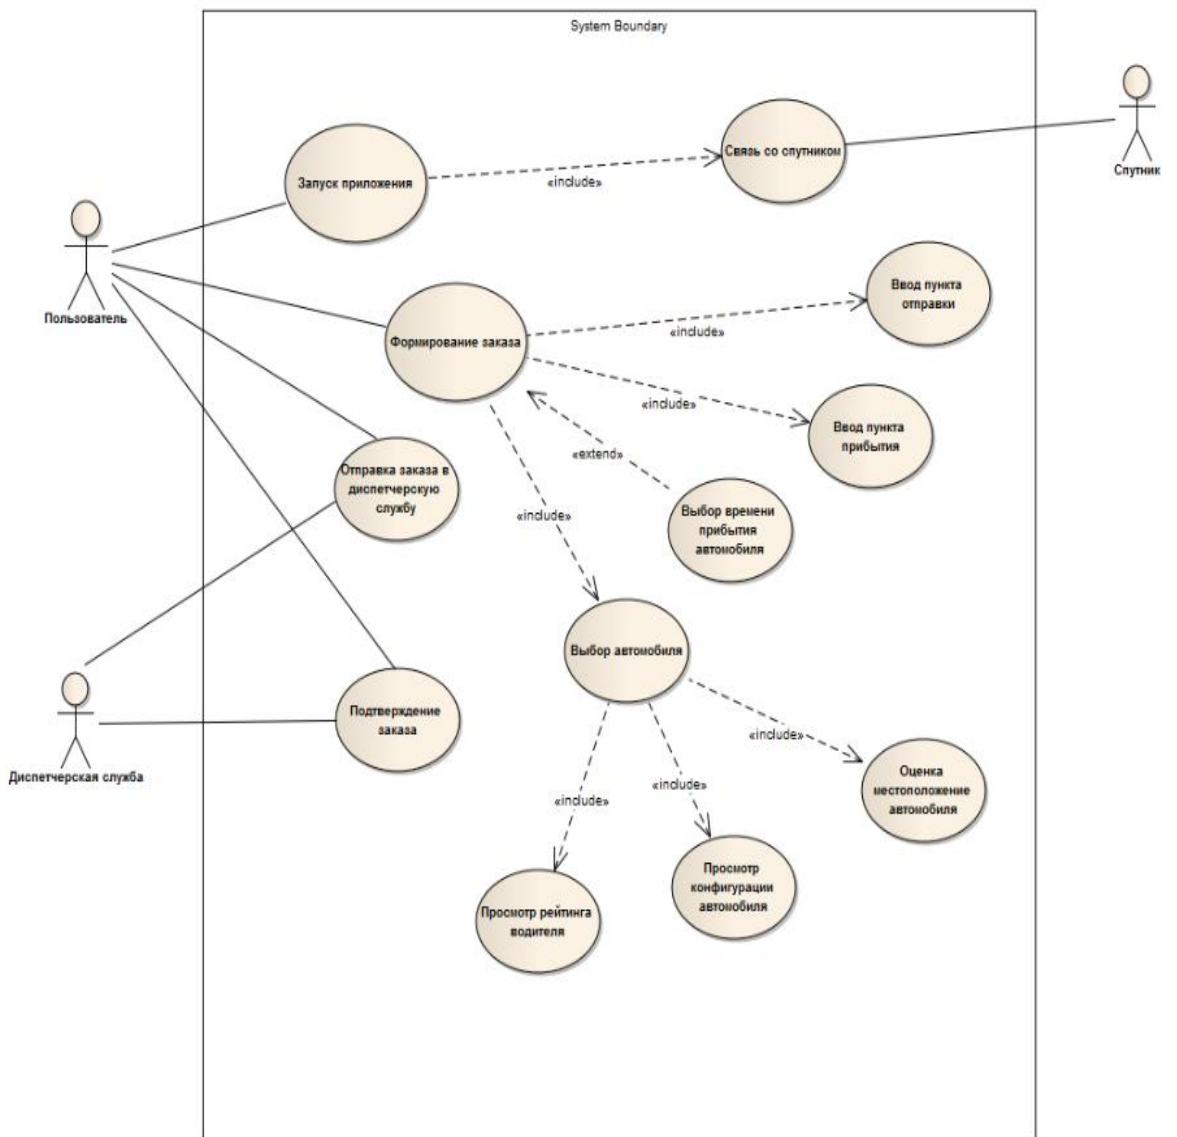 System Boundary
Запуск приложения
«include»
Связь со спутником
Спутник
Пользователь
Формирование заказа
«include»
Ввод пункта
отправки
«include»
Ввод пункта
прибытия
«extend»
Выбор времени
прибытия
автомобиля
«include»
Отправка заказа в
диспетчерскую
службу
Выбор автомобиля
Подтверждение
заказа
Диспетчерская служба
«include»
Оценка
местоположение
автомобиля
«include»
Просмотр
конфигурации
автомобиля
«include»
Просмотр рейтинга
водителя